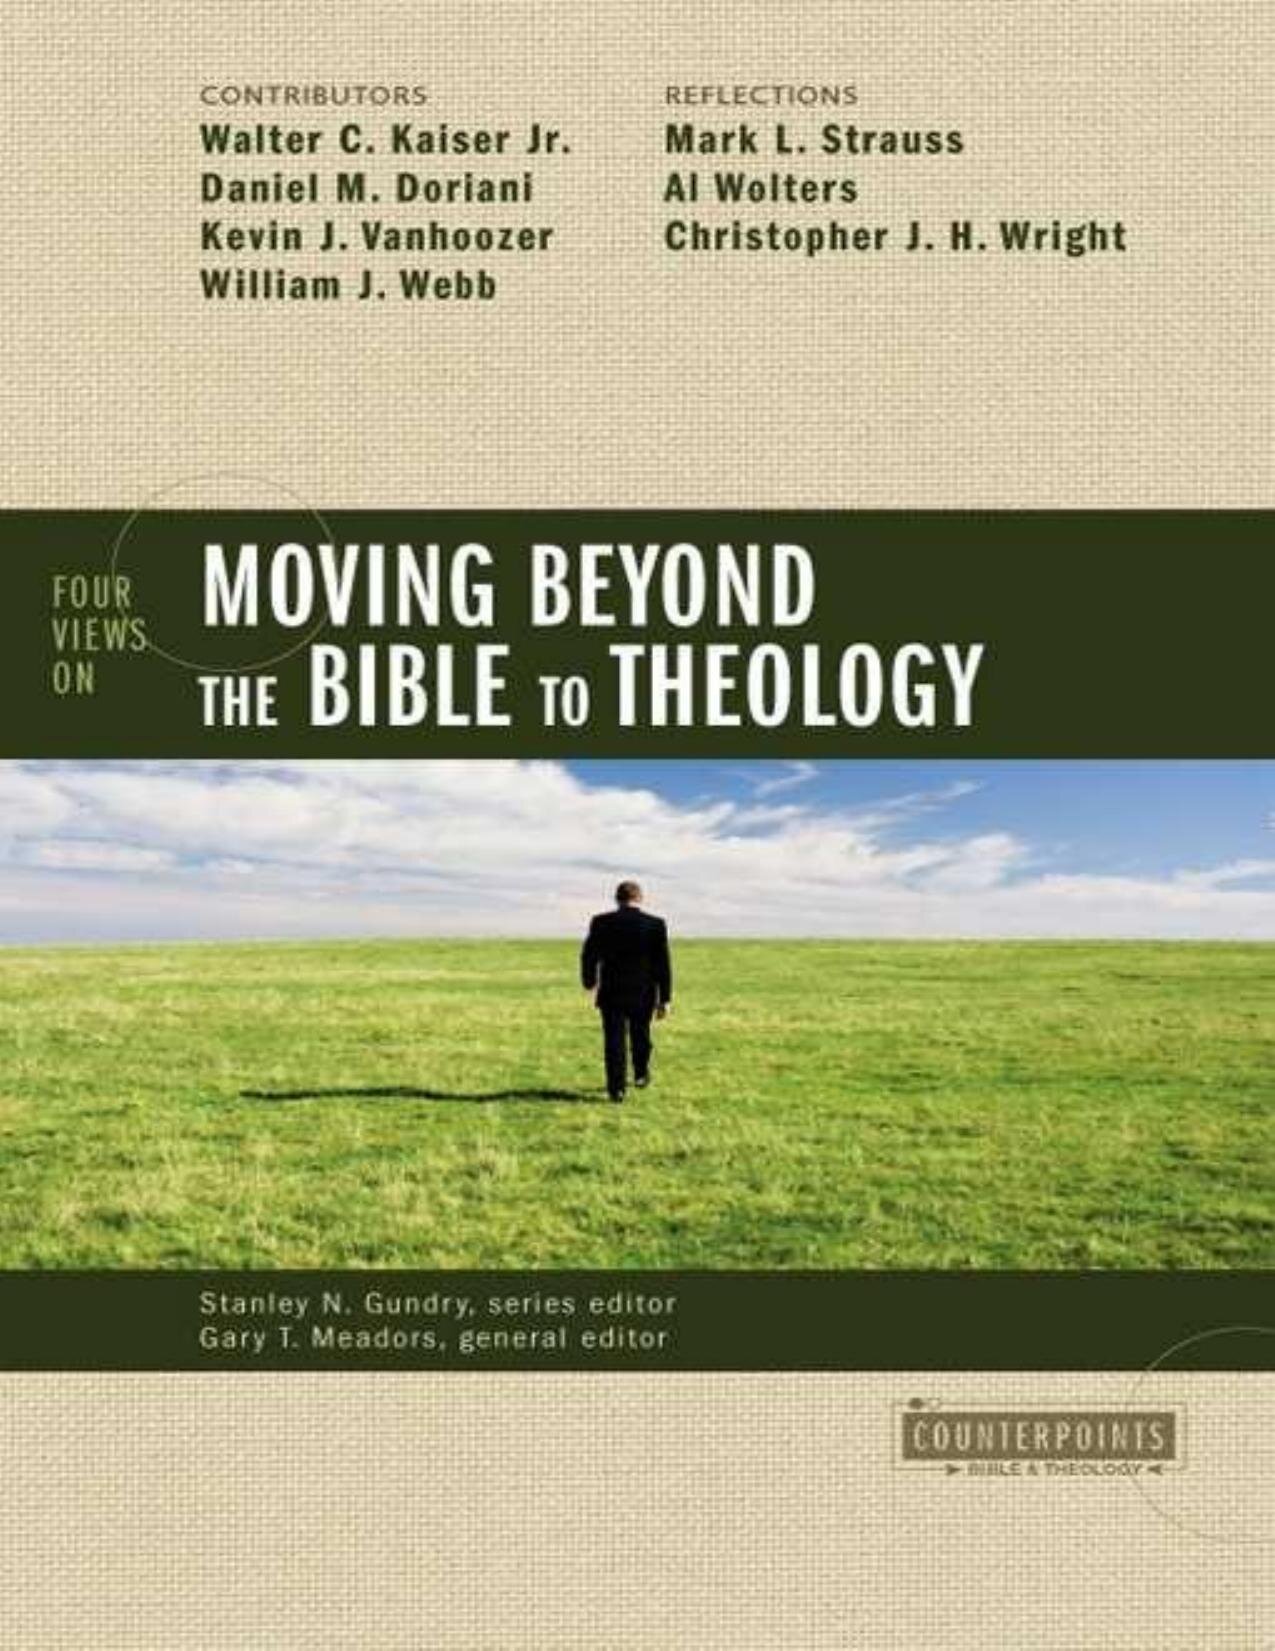 CONTRIBUTORS
Walter C. Kaiser Jr.
Daniel M. Doriani
Kevin J. Vanhoozer
William J. Webb
REFLECTIONS
Mark L. Strauss
Al Wolters
Christopher J. H. Wright
FOUR
VIEWS
ON
MOVING BEYOND
THE BIBLE TO THEOLOGY
Stanley N. Gundry, series editor
Gary T. Meadors, general editor
COUNTERPOINTS
BIBLE & THEOLOGY